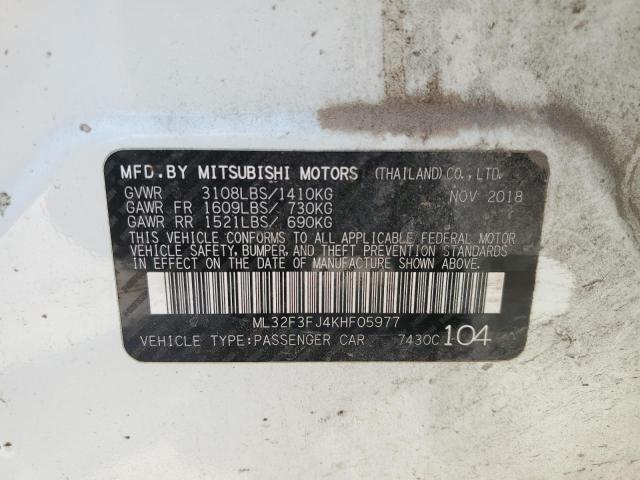 MFD.BY MITSUBISHI MOTORS (THAILAND)CO.,LTD.
GVWR 3108LBS/1410KG NOV 2018
GAWR FR 1609LBS/ 730KG
GAWR RR 1521LBS/ 690KG
THIS VEHICLE CONFORMS TO ALL APPLICABLE FEDERAL MOTOR
VEHICLE SAFETY, BUMPER, AND THEFT PREVENTION STANDARDS
IN EFFECT ON THE DATE OF MANUFACTURE SHOWN ABOVE.
ML32F3FJ4KHF05977
VEHICLE TYPE:PASSENGER CAR 7430C 104